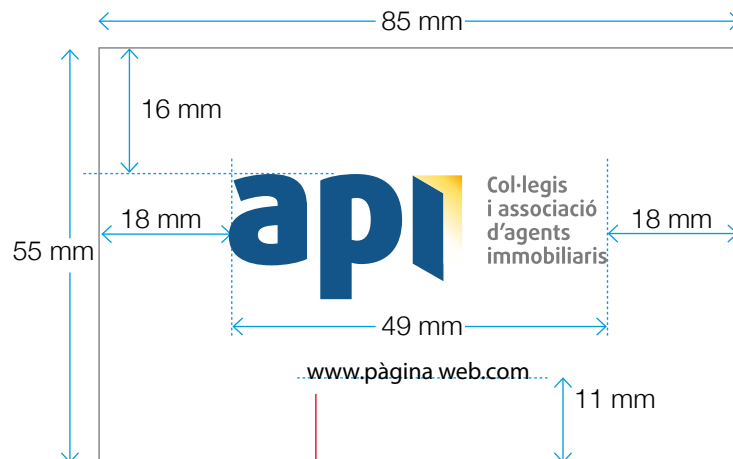 85 mm
16 mm
api
Col·legis
i associació
d'agents
immobiliaris
18 mm
18 mm
55 mm
49 mm
www.pàgina web.com
11 mm